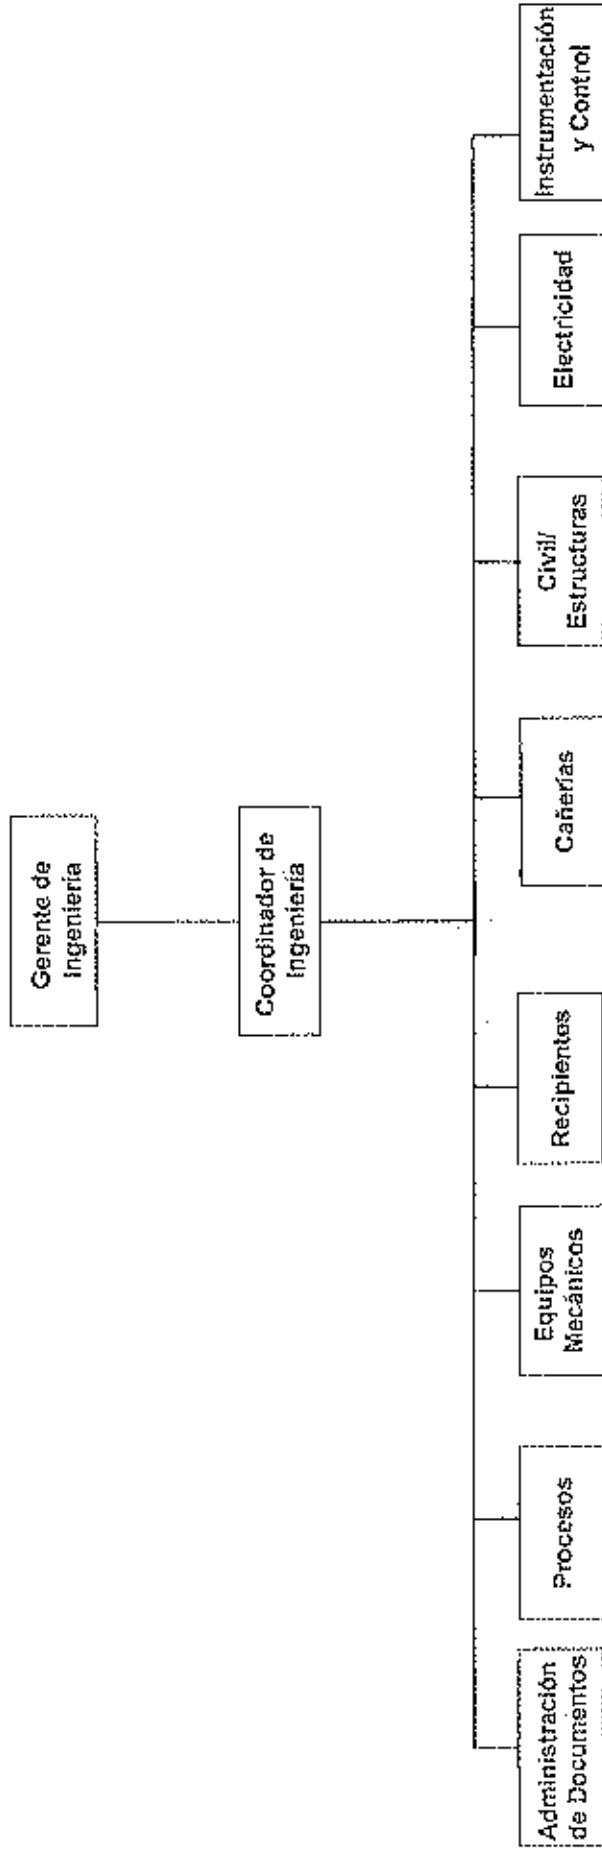 Gerente de
Ingeniería
Coordinador de
Ingeniería
Administración
de Documentos
Procesos
Equipos
Mecánicos
Recipientes
Cañerías
Civil/
Estructuras
Electricidad
Instrumentación
y Control